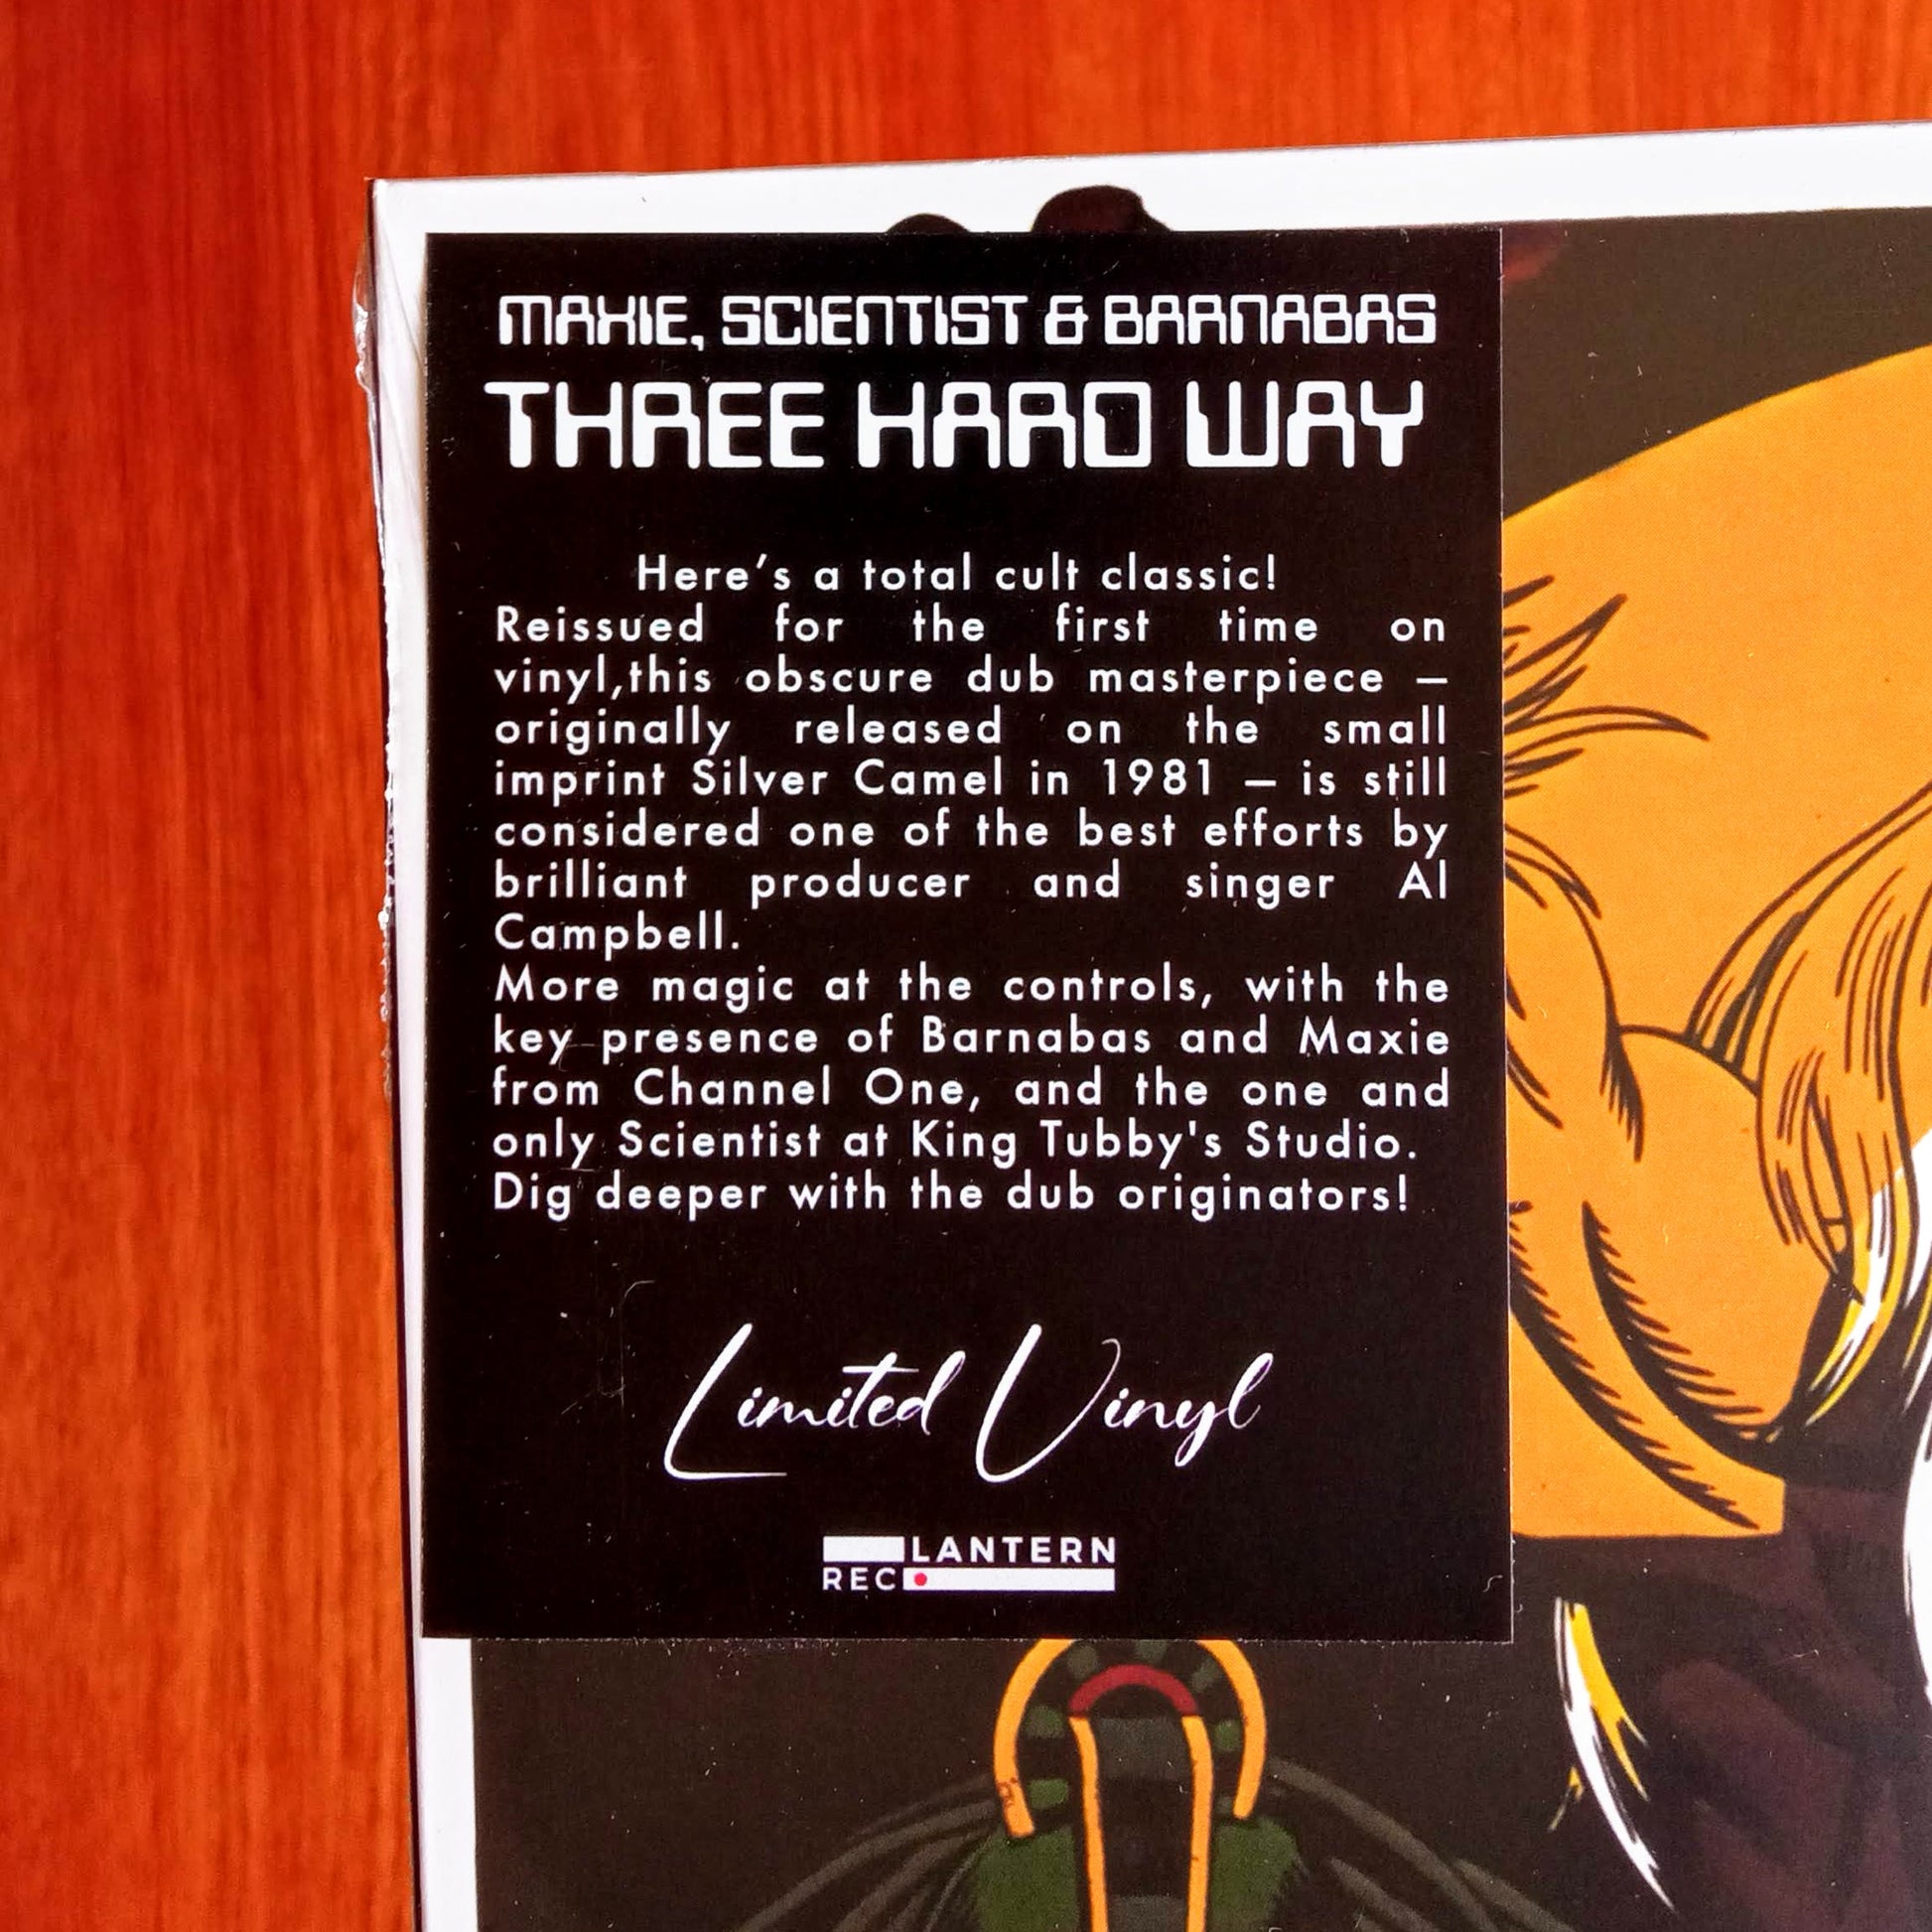 MAXIE, SCIENTIST & BARNABAS
THREE HARD WAY
Here's a total cult classic!
Reissued for the first time on
vinyl,this obscure dub masterpiece –
originally released on the small
imprint Silver Camel in 1981 – is still
considered one of the best efforts by
brilliant producer and singer Al
Campbell.
More magic at the controls, with the
key presence of Barnabas and Maxie
from Channel One, and the one and
only Scientist at King Tubby's Studio.
Dig deeper with the dub originators!
Limited Vinyl
LANTERN
REC